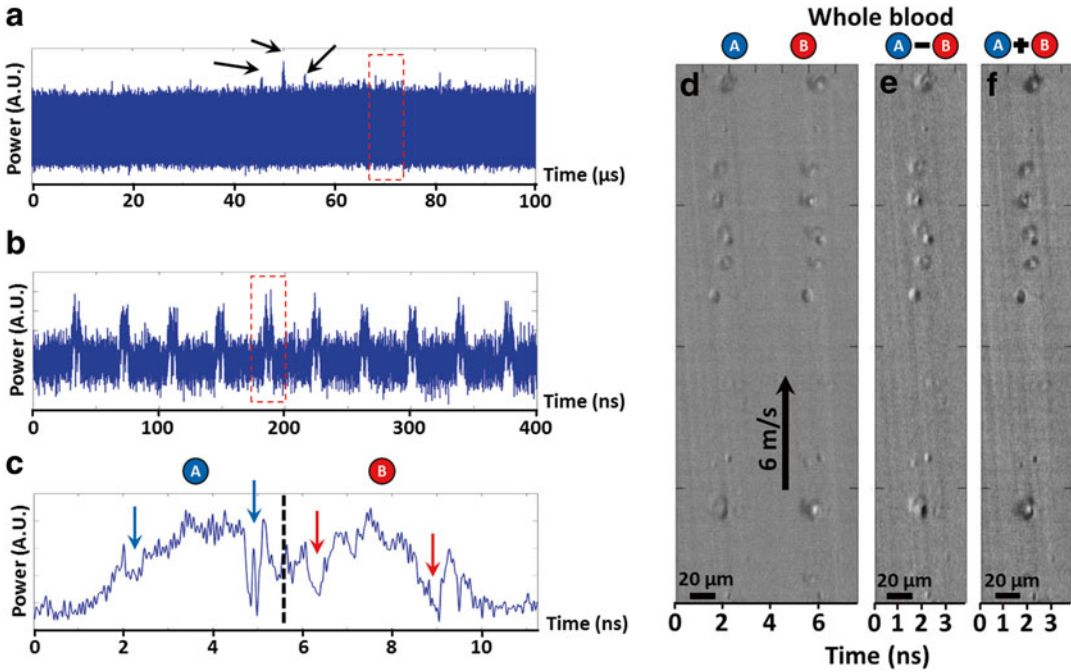 a
Power (A.U.)
Time (µs)
0 20 40 60 80 100
b
Power (A.U.)
Time (ns)
0 100 200 300 400
c
A B
Power (A.U.)
Time (ns)
0 2 4 6 8 10
Whole blood
A B A - B A + B
d e f
6 m/s
20 µm 20 µm 20 µm
0 2 4 6 0 1 2 3 0 1 2 3
Time (ns)